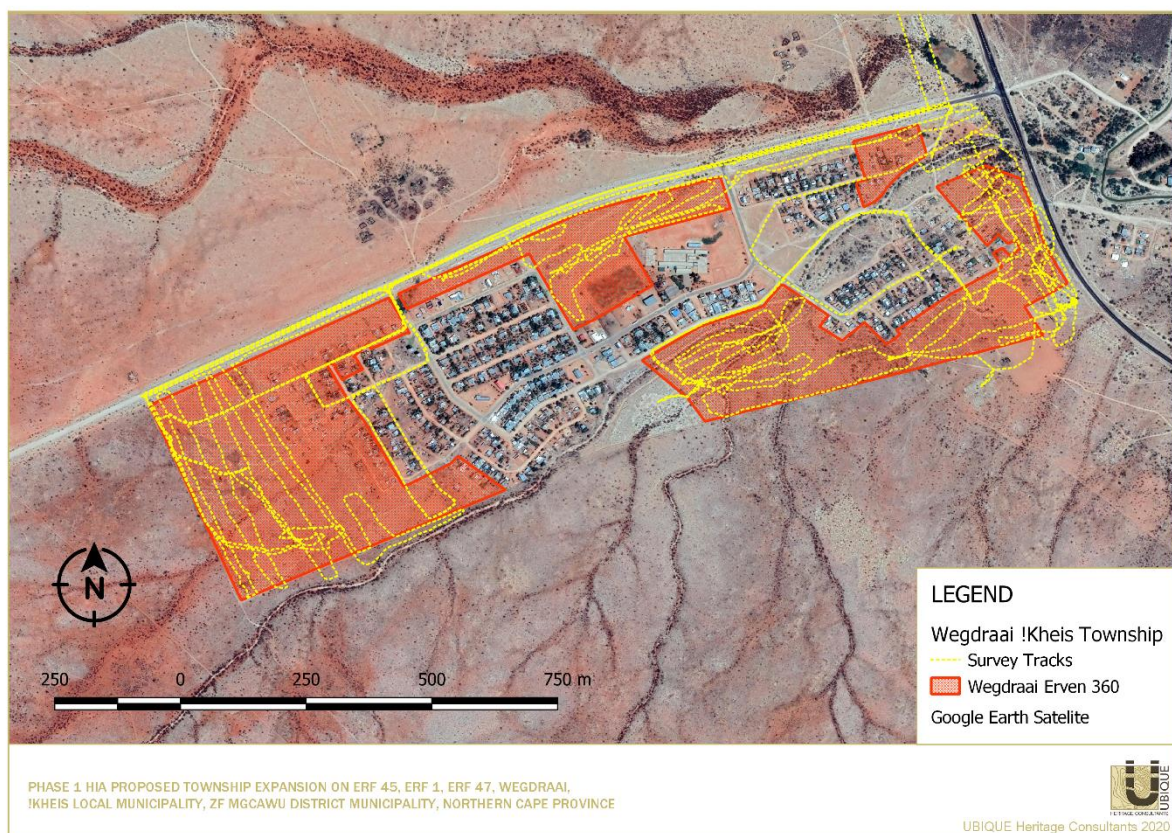 N
250 0 250 500 750 m
LEGEND
Wegdraai !Kheis Township
Survey Tracks
Wegdraai Erven 360
Google Earth Satelite
PHASE 1 HIA PROPOSED TOWNSHIP EXPANSION ON ERF 45, ERF 1, ERF 47, WEGDRAAI,
!KHEIS LOCAL MUNICIPALITY, ZF MGCAWU DISTRICT MUNICIPALITY, NORTHERN CAPE PROVINCE
UBIQUE
HERITAGE CONSULTANTS
UBIQUE Heritage Consultants 2020